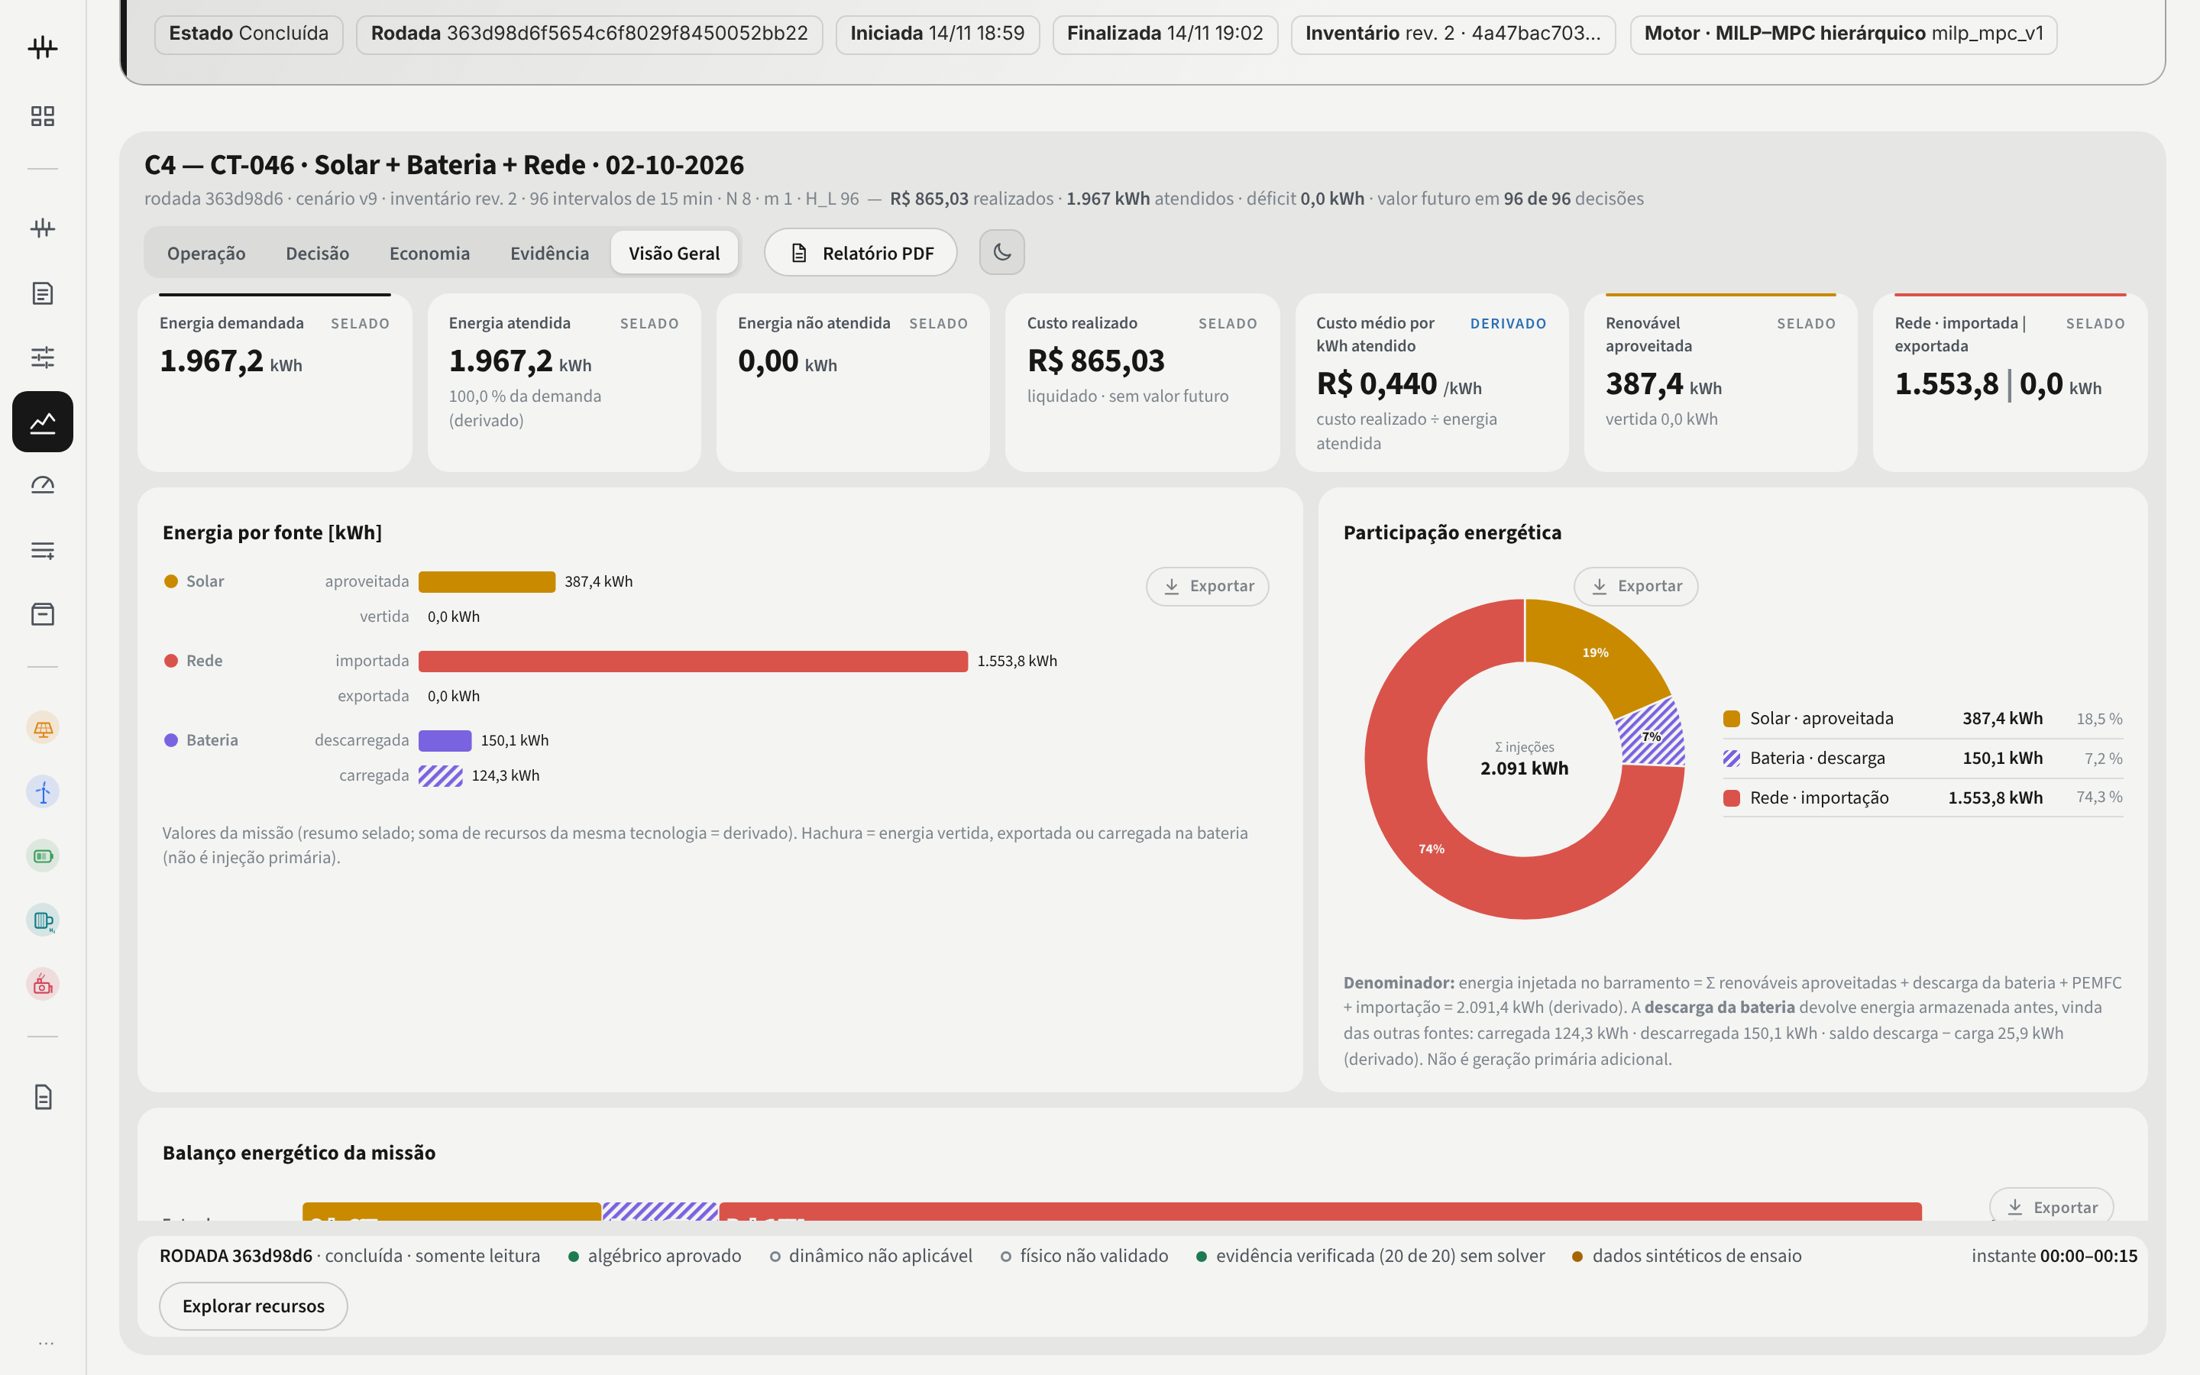 Estado Concluída
Rodada 363d98d6f5654c6f8029f8450052bb22
Iniciada 14/11 18:59
Finalizada 14/11 19:02
Inventário rev. 2 · 4a47bac703...
Motor · MILP–MPC hierárquico milp_mpc_v1
C4 — CT-046 · Solar + Bateria + Rede · 02-10-2026
rodada 363d98d6 · cenário v9 · inventário rev. 2 · 96 intervalos de 15 min · N 8 · m 1 · H_L 96 — R$ 865,03 realizados · 1.967 kWh atendidos · déficit 0,0 kWh · valor futuro em 96 de 96 decisões
Operação
Decisão
Economia
Evidência
Visão Geral
Relatório PDF
Energia demandada SELADO
1.967,2 kWh
Energia atendida SELADO
1.967,2 kWh
100,0 % da demanda
(derivado)
Energia não atendida SELADO
0,00 kWh
Custo realizado SELADO
R$ 865,03
liquidado · sem valor futuro
Custo médio por DERIVADO
kWh atendido
R$ 0,440 /kWh
custo realizado ÷ energia
atendida
Renovável SELADO
aproveitada
387,4 kWh
vertida 0,0 kWh
Rede · importada | SELADO
exportada
1.553,8 | 0,0 kWh
Energia por fonte [kWh]
Exportar
Solar aproveitada 387,4 kWh
vertida 0,0 kWh
Rede importada 1.553,8 kWh
exportada 0,0 kWh
Bateria descarregada 150,1 kWh
carregada 124,3 kWh
Valores da missão (resumo selado; soma de recursos da mesma tecnologia = derivado). Hachura = energia vertida, exportada ou carregada na bateria
(não é injeção primária).
Participação energética
Exportar
19%
7%
74%
Σ injeções
2.091 kWh
Solar · aproveitada 387,4 kWh 18,5 %
Bateria · descarga 150,1 kWh 7,2 %
Rede · importação 1.553,8 kWh 74,3 %
Denominador: energia injetada no barramento = Σ renováveis aproveitadas + descarga da bateria + PEMFC
+ importação = 2.091,4 kWh (derivado). A descarga da bateria devolve energia armazenada antes, vinda
das outras fontes: carregada 124,3 kWh · descarregada 150,1 kWh · saldo descarga − carga 25,9 kWh
(derivado). Não é geração primária adicional.
Balanço energético da missão
Exportar
RODADA 363d98d6 · concluída · somente leitura
algébrico aprovado
dinâmico não aplicável
físico não validado
evidência verificada (20 de 20) sem solver
dados sintéticos de ensaio
instante 00:00–00:15
Explorar recursos
...